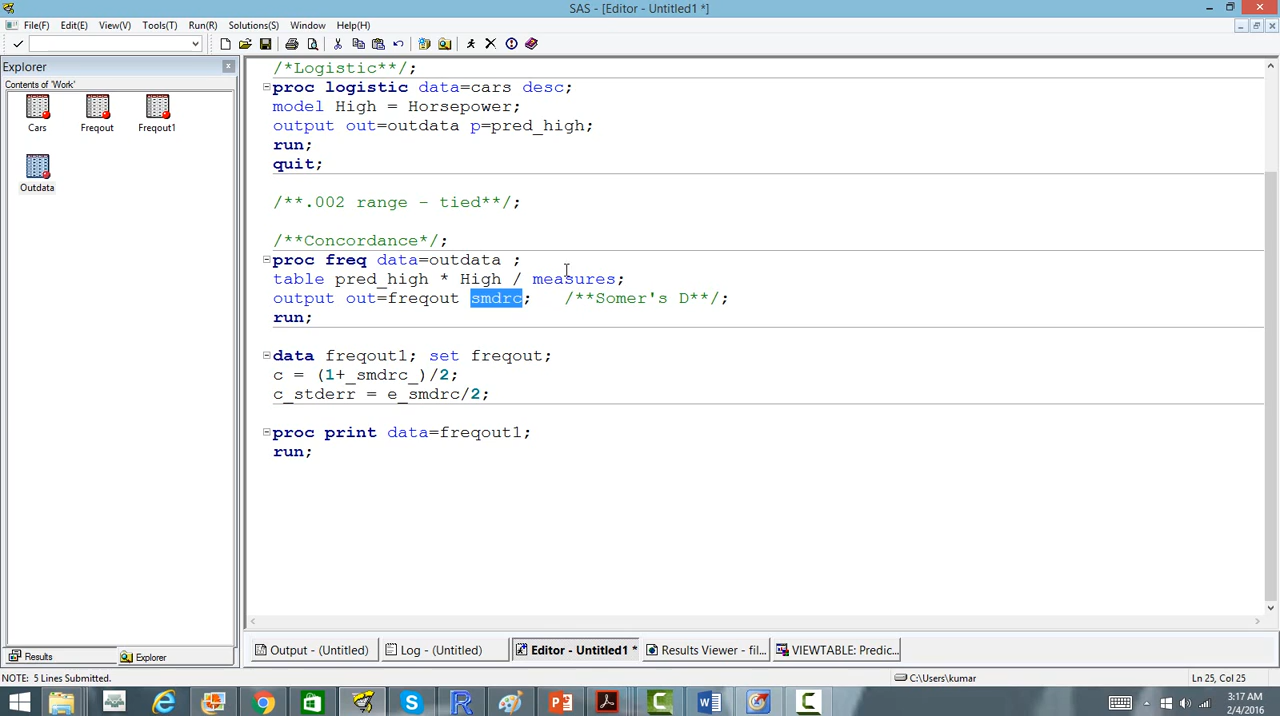 SAS - [Editor - Untitled1 *]
File(F) Edit(E) View(V) Tools(T) Run(R) Solutions(S) Window Help(H)
Explorer
Contents of 'Work'
Cars Freqout Freqout1
Outdata
Results Explorer
/*Logistic**/;
proc logistic data=cars desc;
model High = Horsepower;
output out=outdata p=pred_high;
run;
quit;
/**.002 range - tied**/;
/**Concordance*/;
proc freq data=outdata ;
table pred_high * High / measures;
output out=freqout smdrc; /**Somer's D**/;
run;
data freqout1; set freqout;
c = (1+_smdrc_)/2;
c_stderr = e_smdrc/2;
proc print data=freqout1;
run;
Output - (Untitled) Log - (Untitled) Editor - Untitled1 * Results Viewer - fil... VIEWTABLE: Predic...
NOTE: 5 Lines Submitted. C:\Users\kumar Ln 25, Col 25
3:17 AM
2/4/2016